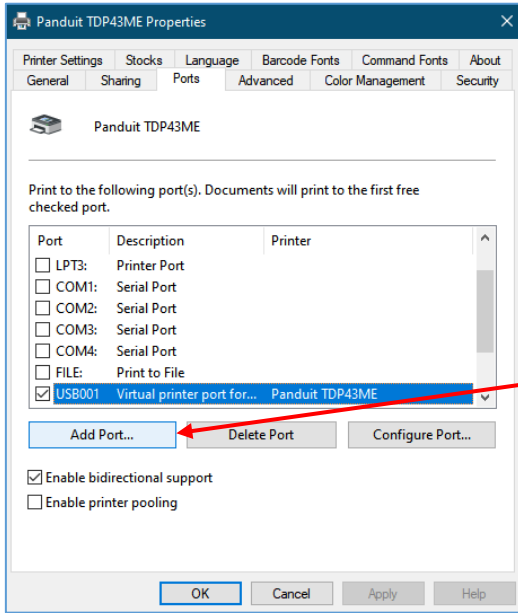 Panduit TDP43ME Properties
Printer Settings Stocks Language Barcode Fonts Command Fonts About
General Sharing Ports Advanced Color Management Security
Panduit TDP43ME
Print to the following port(s). Documents will print to the first free
checked port.
Port Description Printer
LPT3: Printer Port
COM1: Serial Port
COM2: Serial Port
COM3: Serial Port
COM4: Serial Port
FILE: Print to File
USB001 Virtual printer port for... Panduit TDP43ME
Add Port... Delete Port Configure Port...
Enable bidirectional support
Enable printer pooling
OK Cancel Apply Help